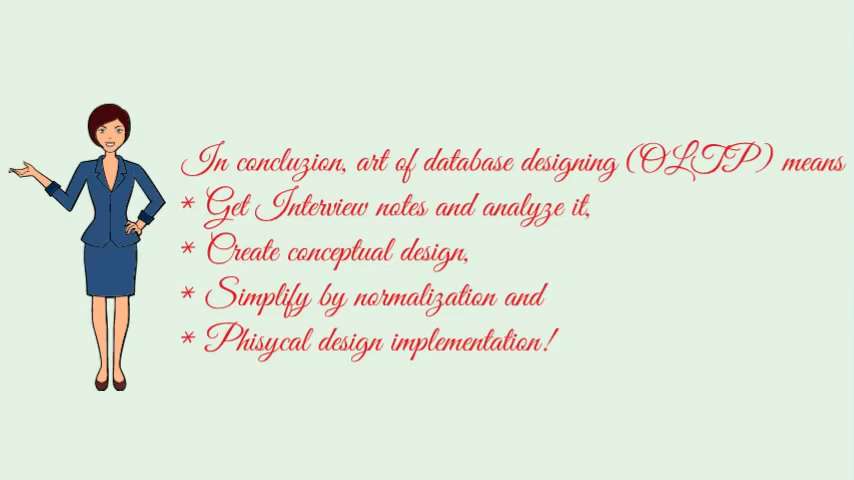 In concluzion, art of database designing (OLTP) means
* Get Interview notes and analyze it,
* Create conceptual design,
* Simplify by normalization and
* Phisycal design implementation!